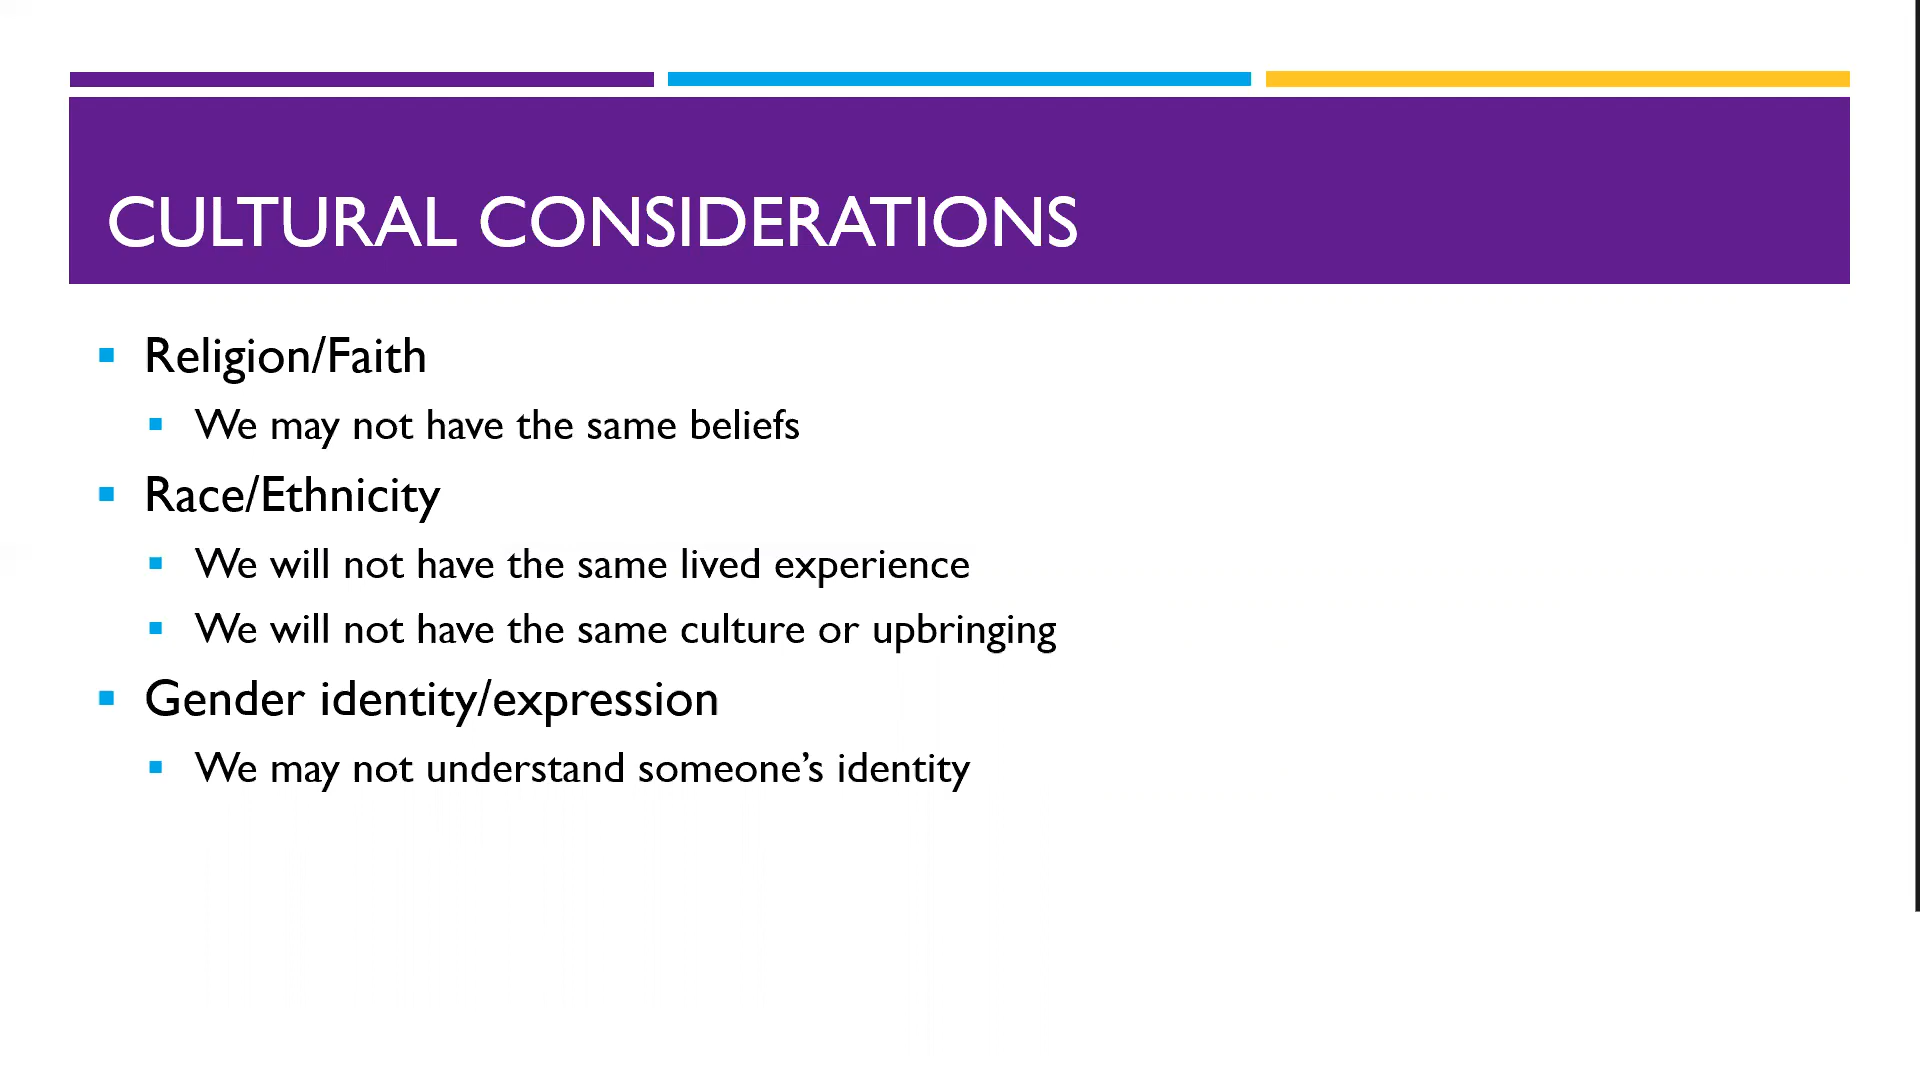 CULTURAL CONSIDERATIONS
Religion/Faith
We may not have the same beliefs
Race/Ethnicity
We will not have the same lived experience
We will not have the same culture or upbringing
Gender identity/expression
We may not understand someone’s identity